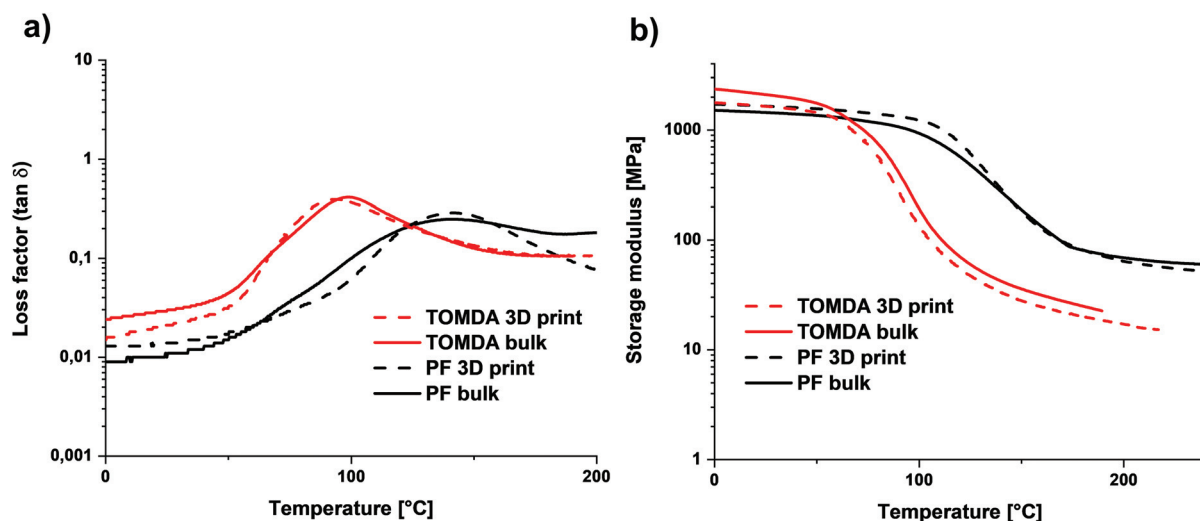 a)
Loss factor (tan δ)
10
1
0,1
0,01
0,001
0
100
200
Temperature [°C]
TOMDA 3D print
TOMDA bulk
PF 3D print
PF bulk
b)
Storage modulus [MPa]
1000
100
10
1
0
100
200
Temperature [°C]
TOMDA 3D print
TOMDA bulk
PF 3D print
PF bulk